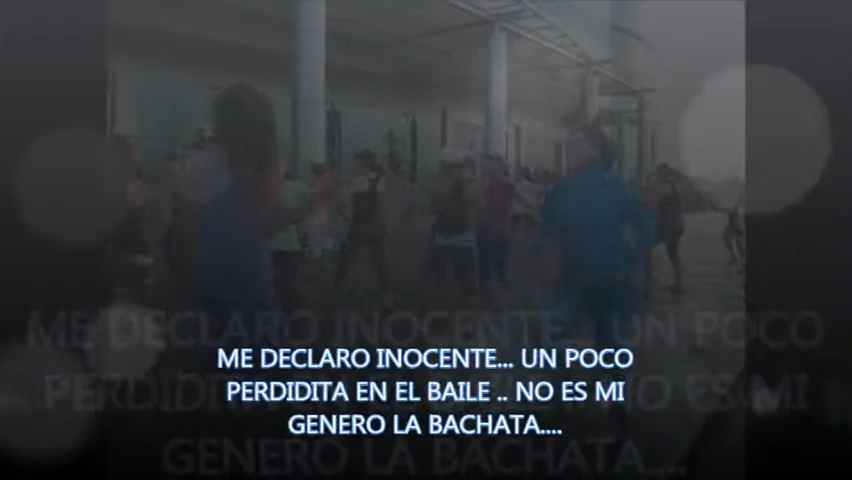 ME DECLARO INOCENTE... UN POCO
PERDIDITA EN EL BAILE .. NO ES MI
GENERO LA BACHATA....